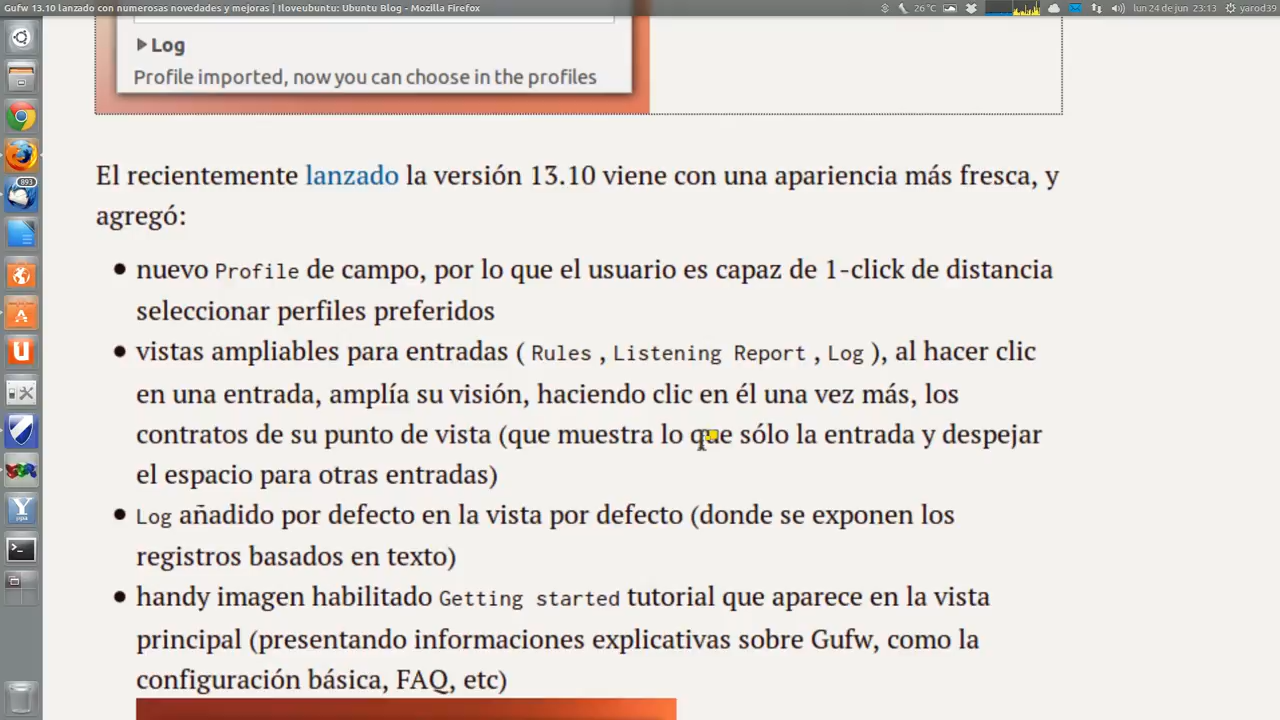 Gufw 13.10 lanzado con numerosas novedades y mejoras | Iloveubuntu: Ubuntu Blog - Mozilla Firefox
26°C
lun 24 de jun 23:13
yarod39
Log
Profile imported, now you can choose in the profiles
893
El recientemente lanzado la versión 13.10 viene con una apariencia más fresca, y
agregó:
nuevo Profile de campo, por lo que el usuario es capaz de 1-click de distancia
seleccionar perfiles preferidos
vistas ampliables para entradas ( Rules , Listening Report , Log ), al hacer clic
en una entrada, amplía su visión, haciendo clic en él una vez más, los
contratos de su punto de vista (que muestra lo que sólo la entrada y despejar
el espacio para otras entradas)
Log añadido por defecto en la vista por defecto (donde se exponen los
registros basados en texto)
handy imagen habilitado Getting started tutorial que aparece en la vista
principal (presentando informaciones explicativas sobre Gufw, como la
configuración básica, FAQ, etc)